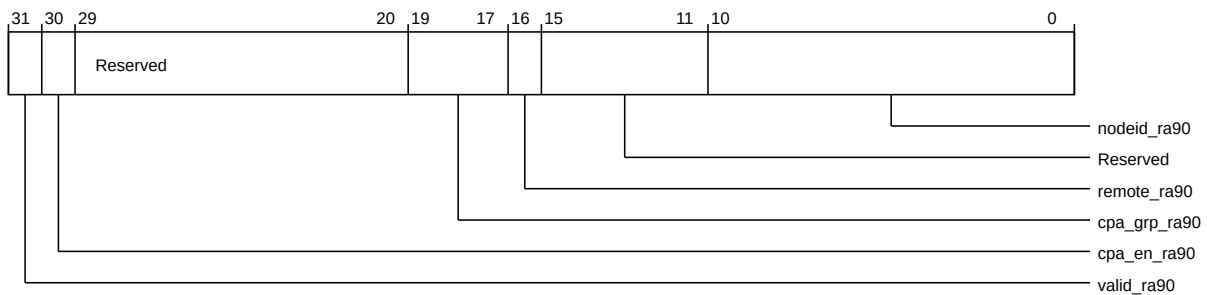 31 30 29 20 19 17 16 15 11 10 0
Reserved
nodeid_ra90
Reserved
remote_ra90
cpa_grp_ra90
cpa_en_ra90
valid_ra90